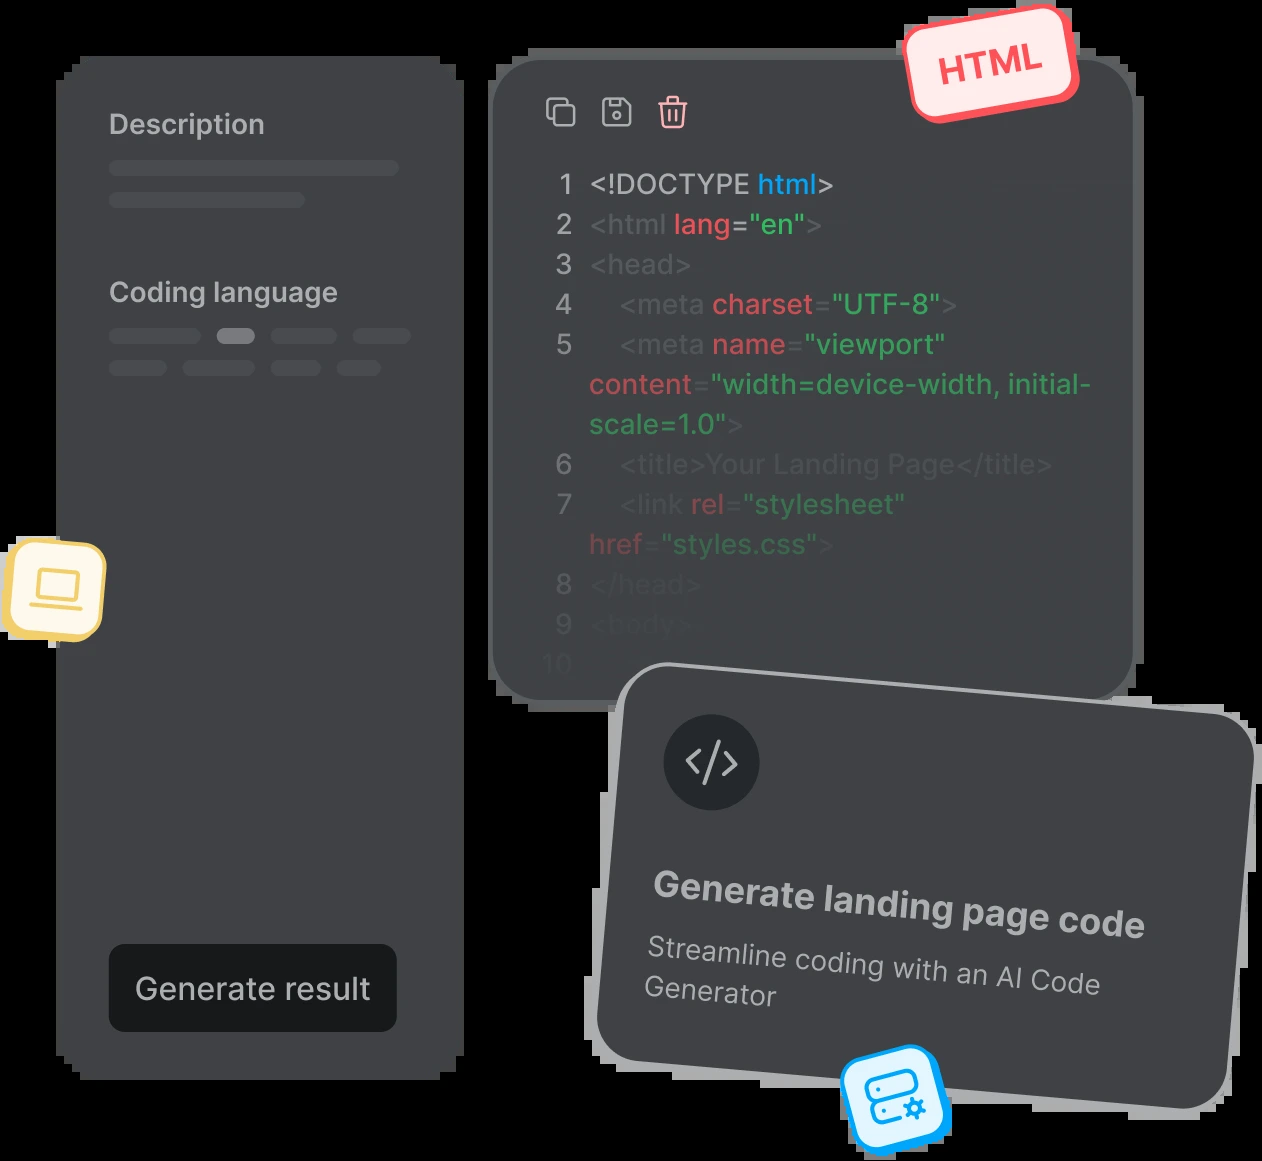 Description
Coding language
Generate result
HTML
1 <!DOCTYPE html>
2 <html lang="en">
3 <head>
4 <meta charset="UTF-8">
5 <meta name="viewport"
content="width=device-width, initial-
scale=1.0">
6 <title>Your Landing Page</title>
7 <link rel="stylesheet"
href="styles.css">
8 </head>
9 <body>
10
</>
Generate landing page code
Streamline coding with an AI Code
Generator